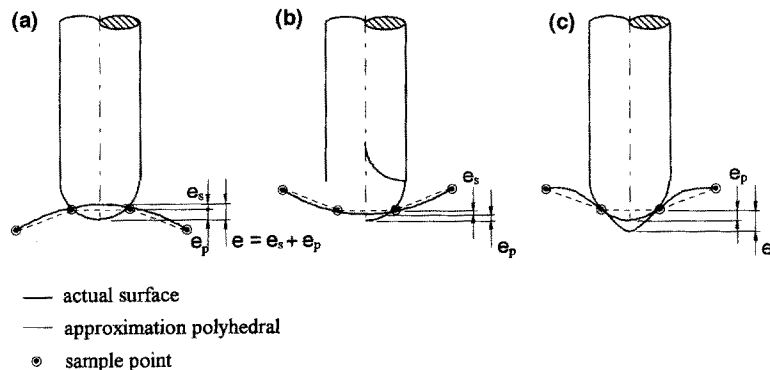 (a)
(b)
(c)
e_s
e_p
e = e_s + e_p
e_s
e_p
e_p
e
actual surface
approximation polyhedral
sample point